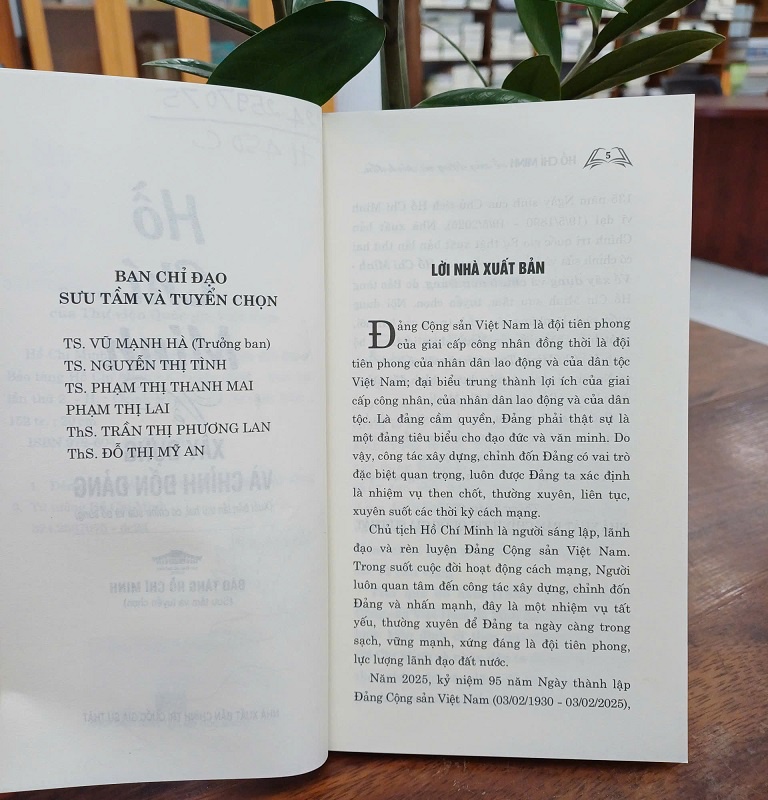 BAN CHỈ ĐẠO
SƯU TẦM VÀ TUYỂN CHỌN
TS. VŨ MẠNH HÀ (Trưởng ban)
TS. NGUYỄN THỊ TÌNH
TS. PHẠM THỊ THANH MAI
PHẠM THỊ LAI
ThS. TRẦN THỊ PHƯƠNG LAN
ThS. ĐỖ THỊ MỸ AN
5
LỜI NHÀ XUẤT BẢN
Đảng Cộng sản Việt Nam là đội tiên phong
của giai cấp công nhân đồng thời là đội
tiên phong của nhân dân lao động và của dân tộc
Việt Nam; đại biểu trung thành lợi ích của giai
cấp công nhân, của nhân dân lao động và của dân
tộc. Là đảng cầm quyền, Đảng phải thật sự là
một đảng tiêu biểu cho đạo đức và văn minh. Do
vậy, công tác xây dựng, chỉnh đốn Đảng có vai trò
đặc biệt quan trọng, luôn được Đảng ta xác định
là nhiệm vụ then chốt, thường xuyên, liên tục,
xuyên suốt các thời kỳ cách mạng.
Chủ tịch Hồ Chí Minh là người sáng lập, lãnh
đạo và rèn luyện Đảng Cộng sản Việt Nam.
Trong suốt cuộc đời hoạt động cách mạng, Người
luôn quan tâm đến công tác xây dựng, chỉnh đốn
Đảng và nhấn mạnh, đây là một nhiệm vụ tất
yếu, thường xuyên để Đảng ta ngày càng trong
sạch, vững mạnh, xứng đáng là đội tiên phong,
lực lượng lãnh đạo đất nước.
Năm 2025, kỷ niệm 95 năm Ngày thành lập
Đảng Cộng sản Việt Nam (03/02/1930 - 03/02/2025),